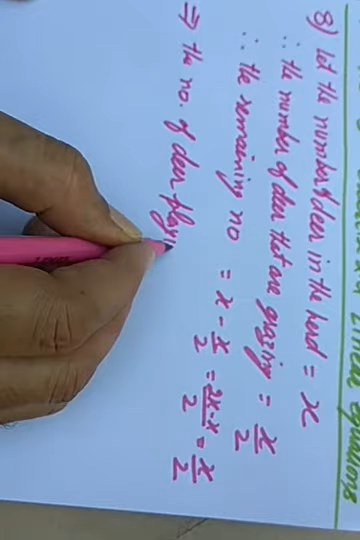 linear equations
8) Let the number of deer in the herd = x
∴ the number of deer that are grazing = x/2
∴ the remaining no = x - x/2 = 2x-x/2 = x/2
⇒ the no. of deer play